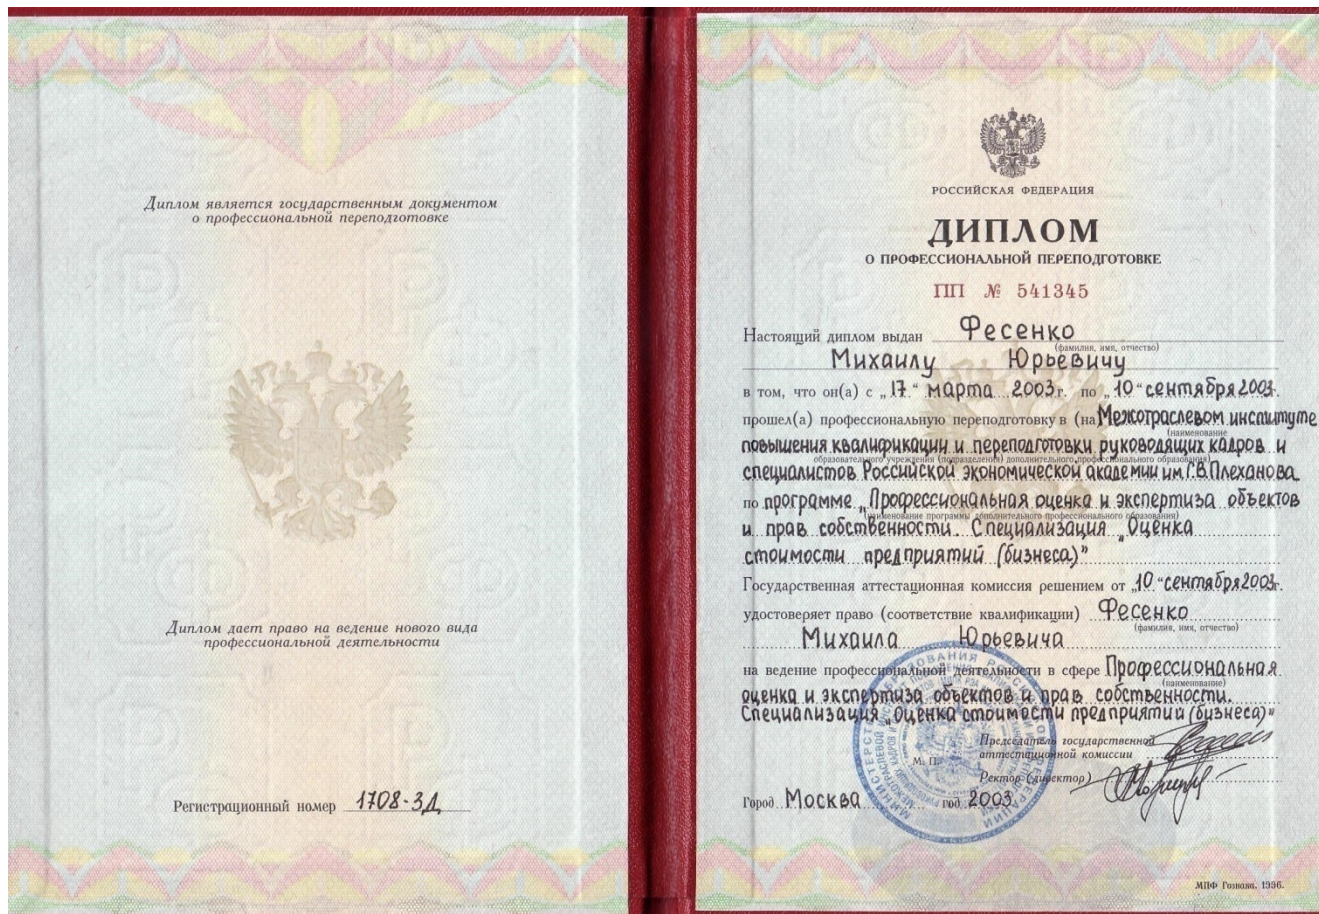 Диплом является государственным документом
о профессиональной переподготовке
Диплом дает право на ведение нового вида
профессиональной деятельности
Регистрационный номер 1708-ЗД
РОССИЙСКАЯ ФЕДЕРАЦИЯ
ДИПЛОМ
О ПРОФЕССИОНАЛЬНОЙ ПЕРЕПОДГОТОВКЕ
ПП № 541345
Настоящий диплом выдан Фесенко
(фамилия, имя, отчество)
Михаилу Юрьевичу
в том, что он(а) с „17“ марта 2003 г. по „10“ сентября 2003 г.
прошел(а) профессиональную переподготовку в (на) Межотраслевом институте
(наименование
повышения квалификации и переподготовки руководящих кадров и
образовательного учреждения (подразделения) дополнительного профессионального образования)
специалистов Российской экономической академии им. Г.В. Плеханова
по программе „Профессиональная оценка и экспертиза объектов
(наименование программы дополнительного профессионального образования)
и прав собственности. Специализация „Оценка
стоимости предприятий (бизнеса)”
Государственная аттестационная комиссия решением от „10“ сентября 2003 г.
удостоверяет право (соответствие квалификации) Фесенко
(фамилия, имя, отчество)
Михаила Юрьевича
на ведение профессиональной деятельности в сфере Профессиональная
(наименование)
оценка и экспертиза объектов и прав собственности.
Специализация „Оценка стоимости предприятий (бизнеса)”
Председатель государственной
аттестационной комиссии
М. П.
Ректор (директор)
Город Москва год 2003
МПФ Гознака. 1996.